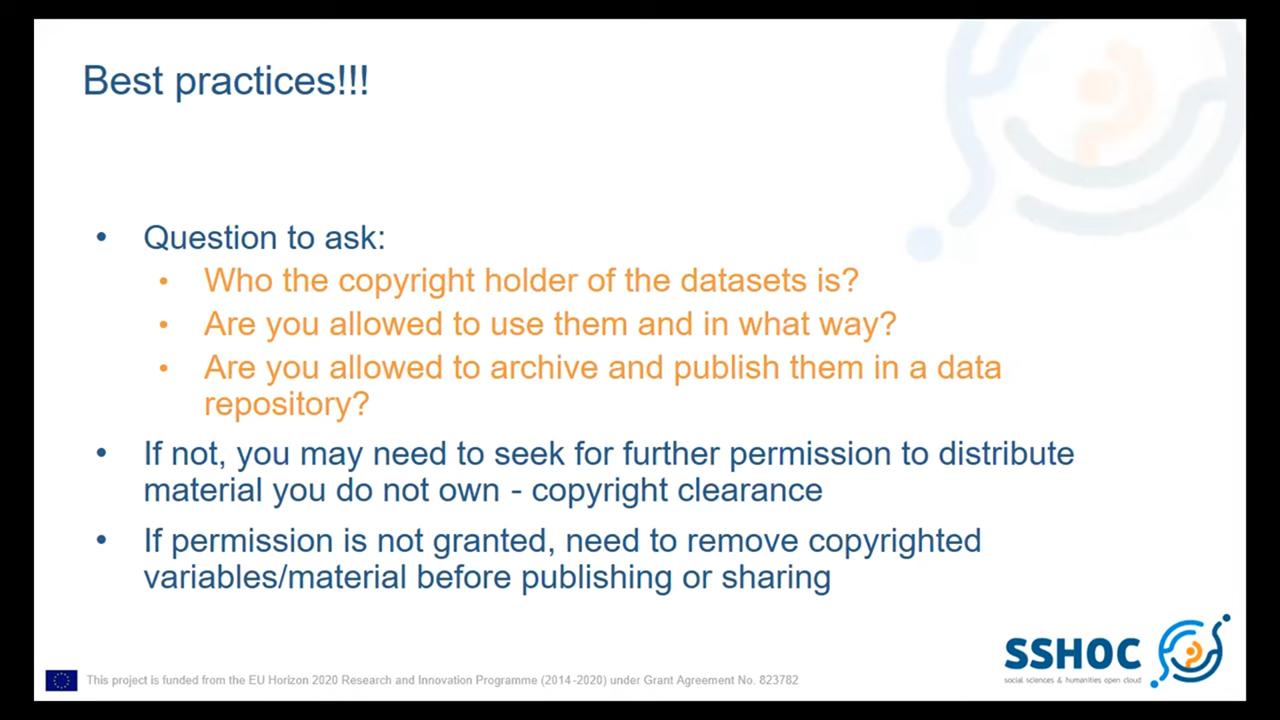 Best practices!!!
• Question to ask:
• Who the copyright holder of the datasets is?
• Are you allowed to use them and in what way?
• Are you allowed to archive and publish them in a data
repository?
• If not, you may need to seek for further permission to distribute
material you do not own - copyright clearance
• If permission is not granted, need to remove copyrighted
variables/material before publishing or sharing
SSHOC
social sciences & humanities open cloud
This project is funded from the EU Horizon 2020 Research and Innovation Programme (2014-2020) under Grant Agreement No. 823782